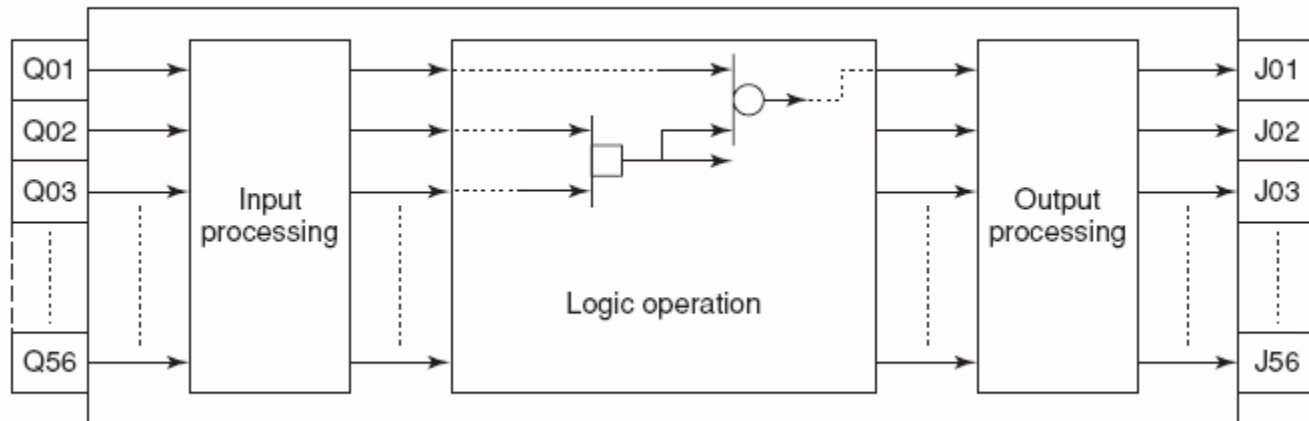 Q01
J01
Q02
J02
Q03
J03
Input
processing
Output
processing
Logic operation
Q56
J56